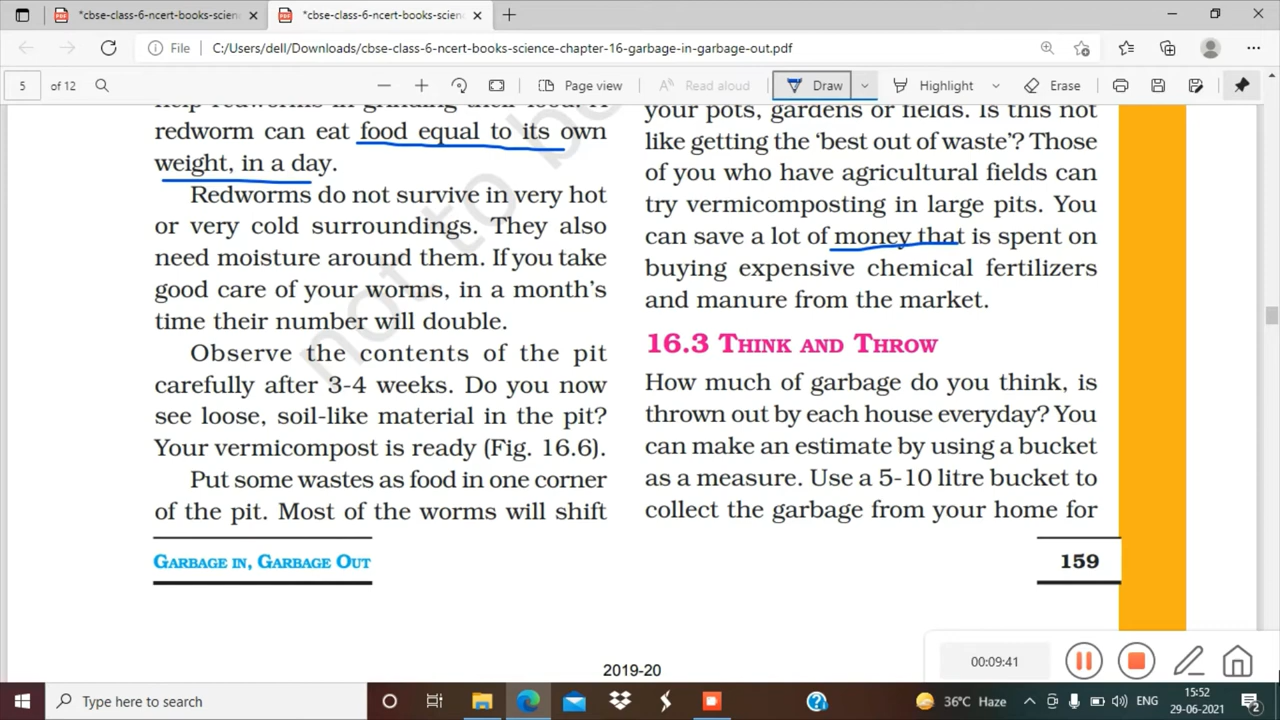 *cbse-class-6-ncert-books-scien
*cbse-class-6-ncert-books-scien
File
C:/Users/dell/Downloads/cbse-class-6-ncert-books-science-chapter-16-garbage-in-garbage-out.pdf
5 of 12
Page view
Read aloud
Draw
Highlight
Erase
redworm can eat food equal to its own
weight, in a day.
Redworms do not survive in very hot
or very cold surroundings. They also
need moisture around them. If you take
good care of your worms, in a month's
time their number will double.
Observe the contents of the pit
carefully after 3-4 weeks. Do you now
see loose, soil-like material in the pit?
Your vermicompost is ready (Fig. 16.6).
Put some wastes as food in one corner
of the pit. Most of the worms will shift
your pots, gardens or fields. Is this not
like getting the 'best out of waste'? Those
of you who have agricultural fields can
try vermicomposting in large pits. You
can save a lot of money that is spent on
buying expensive chemical fertilizers
and manure from the market.
16.3 THINK AND THROW
How much of garbage do you think, is
thrown out by each house everyday? You
can make an estimate by using a bucket
as a measure. Use a 5-10 litre bucket to
collect the garbage from your home for
GARBAGE IN, GARBAGE OUT
159
not to b
2019-20
00:09:41
Type here to search
36°C Haze
ENG
15:52
29-06-2021
2